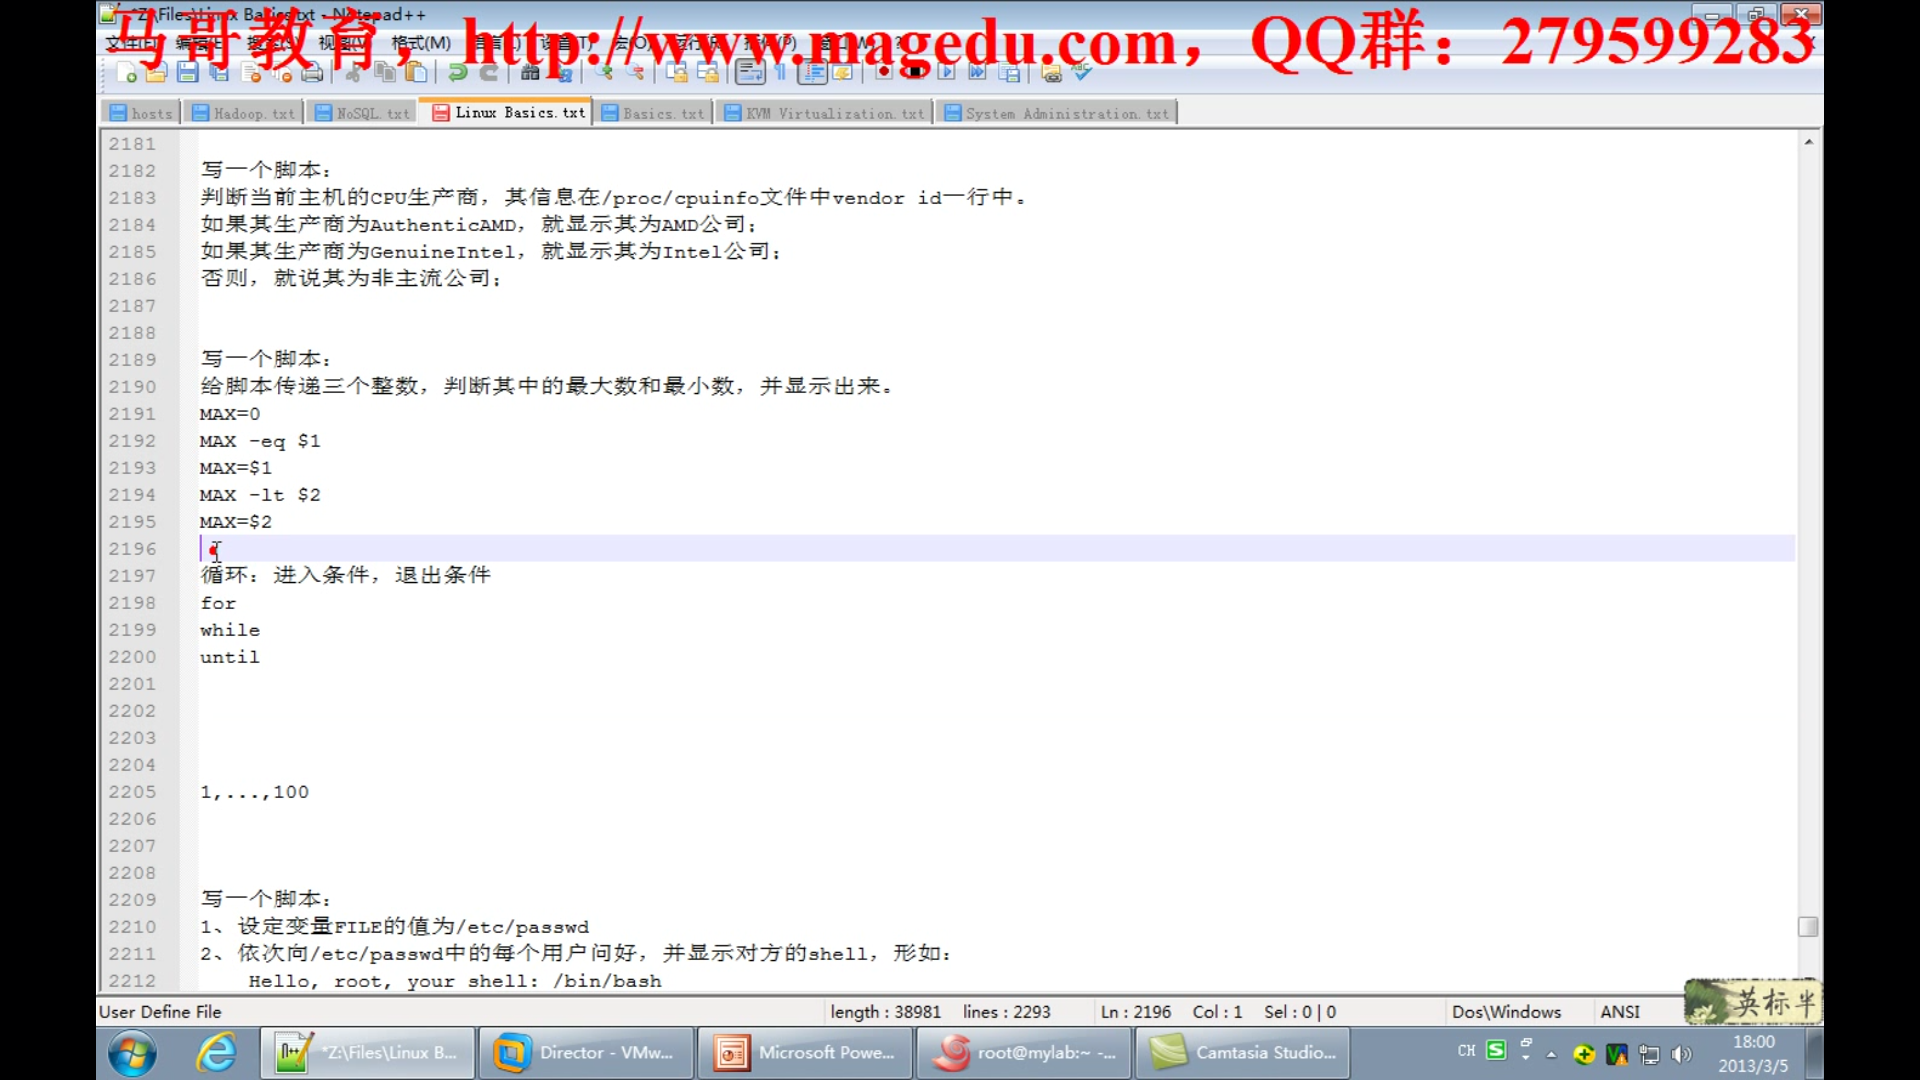 *Z:\Files\Linux Basics.txt - Notepad++
马哥教育，http://www.magedu.com，QQ群：279599283
格式(M)
hosts
Hadoop.txt
NoSQL.txt
Linux Basics.txt
Basics.txt
KVM Virtualization.txt
System Administration.txt
2181
2182 写一个脚本：
2183 判断当前主机的CPU生产商，其信息在/proc/cpuinfo文件中vendor id一行中。
2184 如果其生产商为AuthenticAMD，就显示其为AMD公司；
2185 如果其生产商为GenuineIntel，就显示其为Intel公司；
2186 否则，就说其为非主流公司；
2187
2188
2189 写一个脚本：
2190 给脚本传递三个整数，判断其中的最大数和最小数，并显示出来。
2191 MAX=0
2192 MAX -eq $1
2193 MAX=$1
2194 MAX -lt $2
2195 MAX=$2
2196
2197 循环：进入条件，退出条件
2198 for
2199 while
2200 until
2201
2202
2203
2204
2205 1,...,100
2206
2207
2208
2209 写一个脚本：
2210 1、设定变量FILE的值为/etc/passwd
2211 2、依次向/etc/passwd中的每个用户问好，并显示对方的shell，形如：
2212 Hello, root, your shell: /bin/bash
User Define File
length : 38981 lines : 2293
Ln : 2196 Col : 1 Sel : 0 | 0
Dos\Windows
ANSI
英标半
*Z:\Files\Linux B...
Director - VMw...
Microsoft Powe...
root@mylab:~ -...
Camtasia Studio...
CH
18:00
2013/3/5